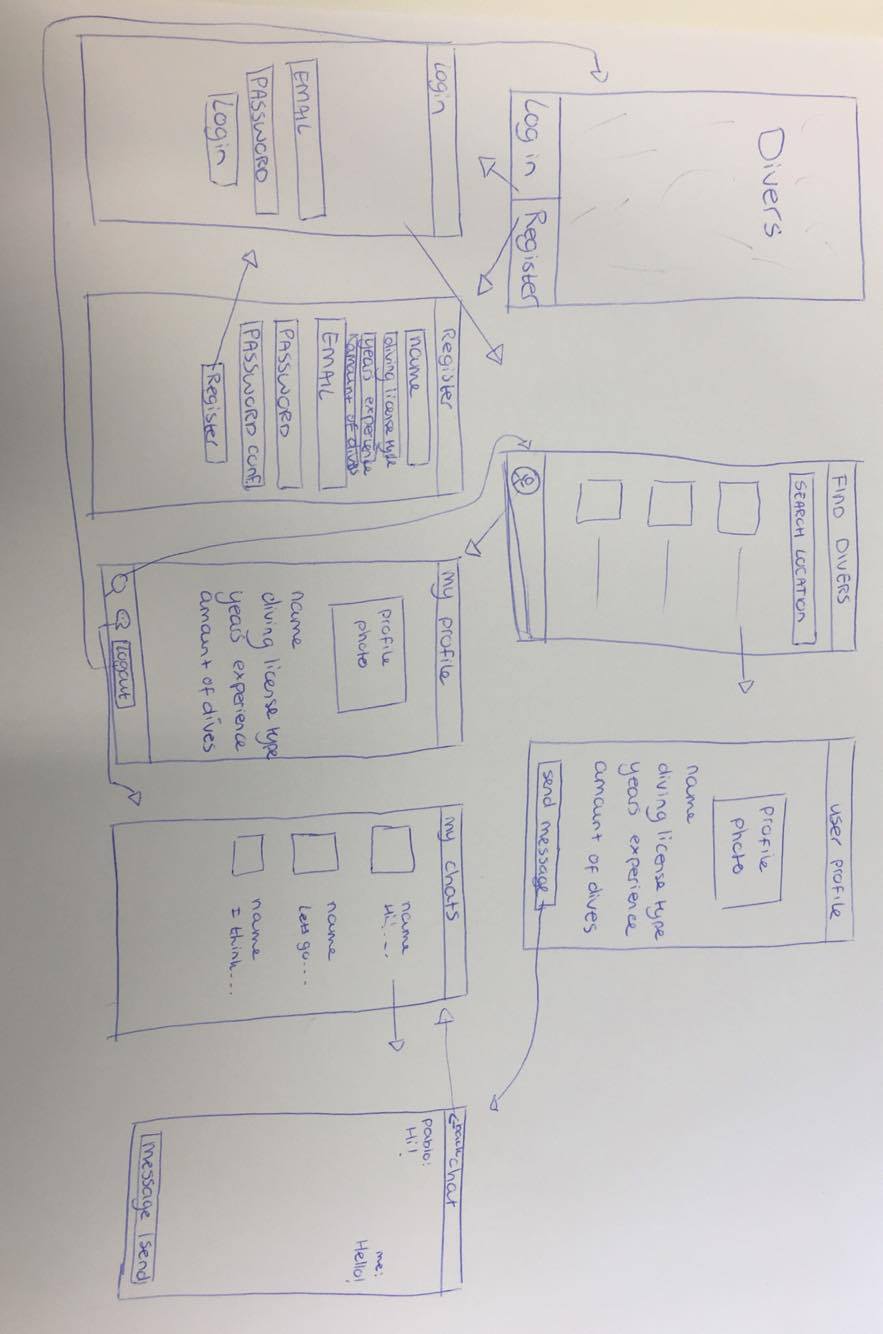 Divers
Log in
Register
FIND DIVERS
SEARCH LOCATION
user profile
profile
photo
name
diving license type
years experience
amount of dives
send message
Login
EMAIL
PASSWORD
Login
Register
name
diving license type
years experience
amount of dives
EMAIL
PASSWORD
PASSWORD CONF.
Register
my profile
profile
photo
name
diving license type
years experience
amant of dives
logout
my chats
name
Hi!...
name
Lets go...
name
I think...
back
chat
pablo:
Hi!
me:
Hello!
message
send